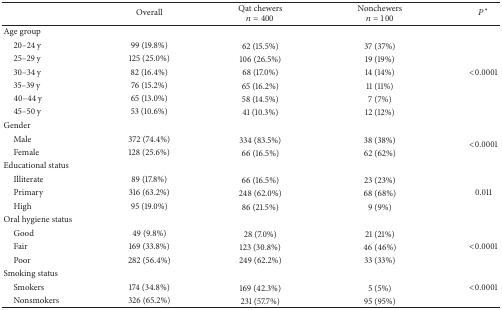 Overall Qat chewers n = 400 Nonchewers n = 100 P*
Age group
20–24 y 99 (19.8%) 62 (15.5%) 37 (37%)
25–29 y 125 (25.0%) 106 (26.5%) 19 (19%)
30–34 y 82 (16.4%) 68 (17.0%) 14 (14%) <0.0001
35–39 y 76 (15.2%) 65 (16.2%) 11 (11%)
40–44 y 65 (13.0%) 58 (14.5%) 7 (7%)
45–50 y 53 (10.6%) 41 (10.3%) 12 (12%)
Gender
Male 372 (74.4%) 334 (83.5%) 38 (38%) <0.0001
Female 128 (25.6%) 66 (16.5%) 62 (62%)
Educational status
Illiterate 89 (17.8%) 66 (16.5%) 23 (23%)
Primary 316 (63.2%) 248 (62.0%) 68 (68%) 0.011
High 95 (19.0%) 86 (21.5%) 9 (9%)
Oral hygiene status
Good 49 (9.8%) 28 (7.0%) 21 (21%)
Fair 169 (33.8%) 123 (30.8%) 46 (46%) <0.0001
Poor 282 (56.4%) 249 (62.2%) 33 (33%)
Smoking status
Smokers 174 (34.8%) 169 (42.3%) 5 (5%) <0.0001
Nonsmokers 326 (65.2%) 231 (57.7%) 95 (95%)